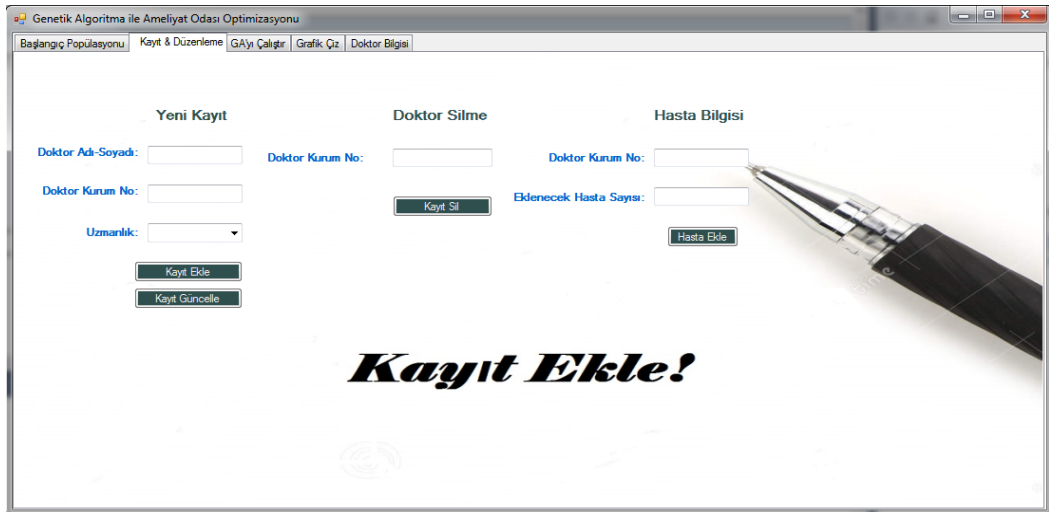 Genetik Algoritma ile Ameliyat Odası Optimizasyonu
Başlangıç Popülasyonu Kayıt & Düzenleme GA'yı Çalıştır Grafik Çiz Doktor Bilgisi
Yeni Kayıt Doktor Silme Hasta Bilgisi
Doktor Adı-Soyadı: Doktor Kurum No: Doktor Kurum No:
Doktor Kurum No: Kayıt Sil Eklenecek Hasta Sayısı:
Uzmanlık: Hasta Ekle
Kayıt Ekle
Kayıt Güncelle
Kayıt Ekle!